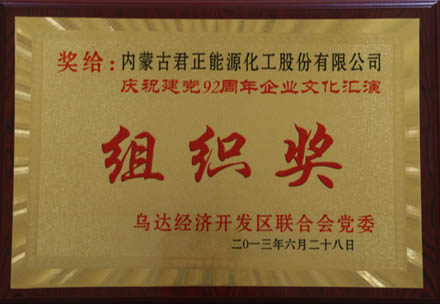 奖给：内蒙古君正能源化工股份有限公司
庆祝建党92周年企业文化汇演
组织奖
乌达经济开发区联合会党委
二0一三年六月二十八日